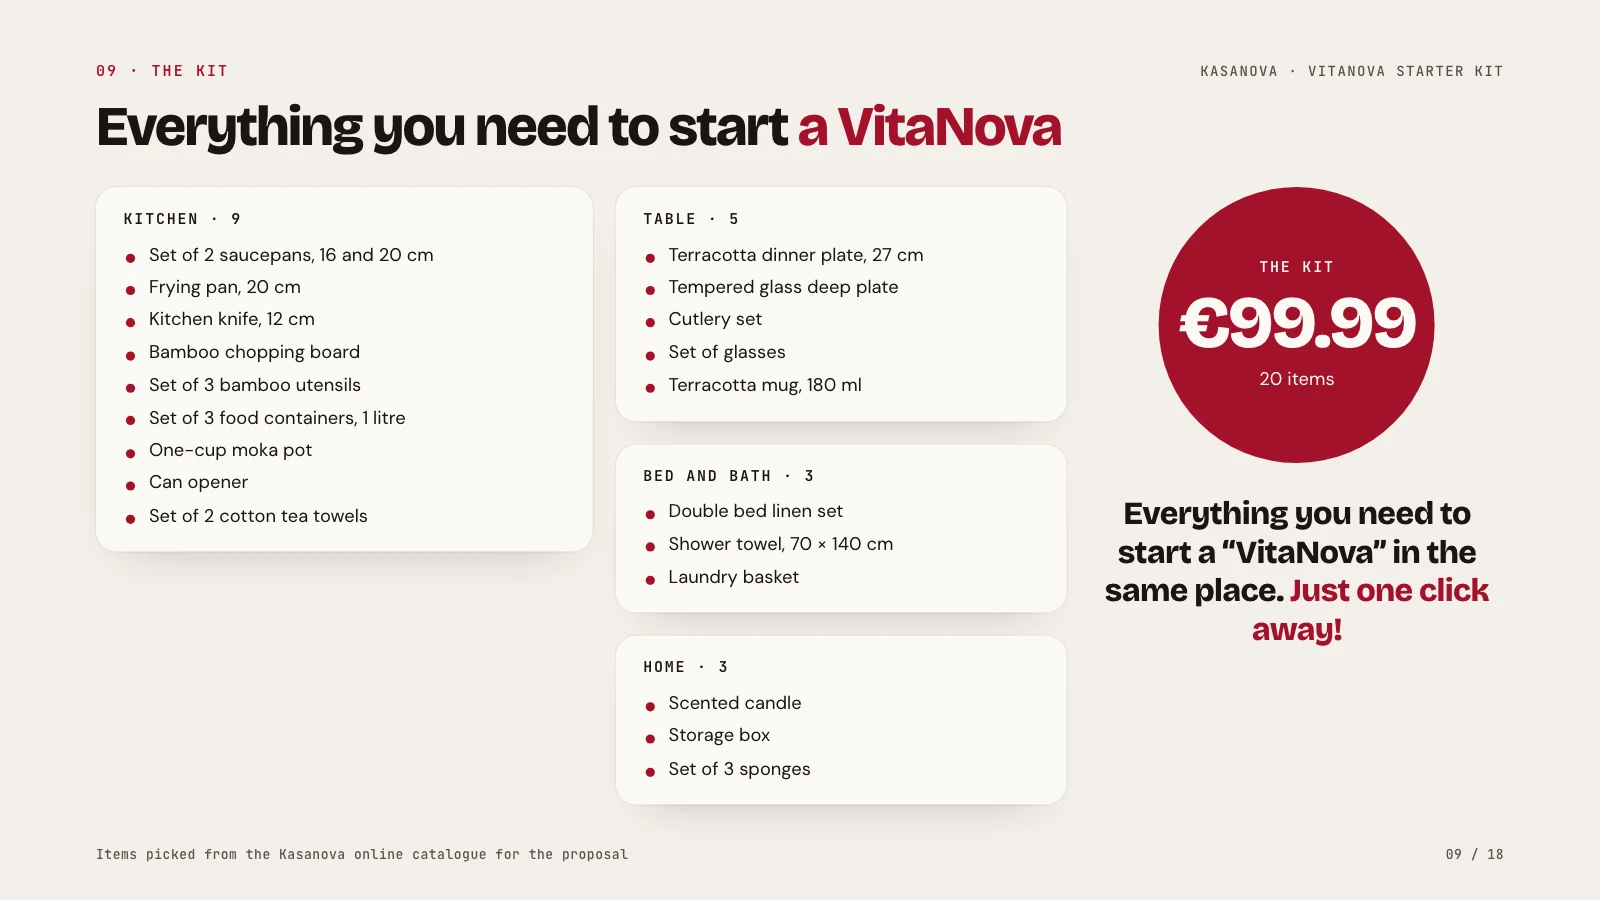 09 · THE KIT
KASANOVA · VITANOVA STARTER KIT
Everything you need to start a VitaNova
KITCHEN · 9
Set of 2 saucepans, 16 and 20 cm
Frying pan, 20 cm
Kitchen knife, 12 cm
Bamboo chopping board
Set of 3 bamboo utensils
Set of 3 food containers, 1 litre
One-cup moka pot
Can opener
Set of 2 cotton tea towels
TABLE · 5
Terracotta dinner plate, 27 cm
Tempered glass deep plate
Cutlery set
Set of glasses
Terracotta mug, 180 ml
BED AND BATH · 3
Double bed linen set
Shower towel, 70 × 140 cm
Laundry basket
HOME · 3
Scented candle
Storage box
Set of 3 sponges
THE KIT
€99.99
20 items
Everything you need to
start a “VitaNova” in the
same place. Just one click
away!
Items picked from the Kasanova online catalogue for the proposal
09 / 18